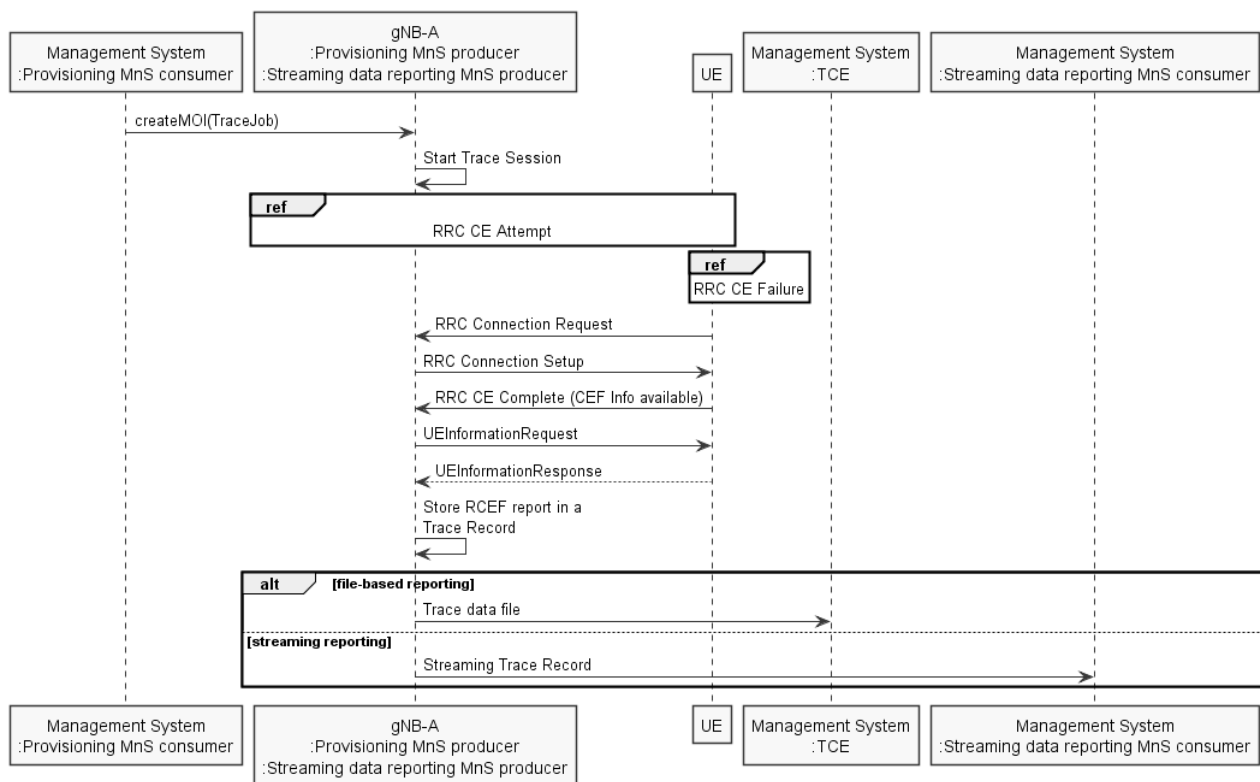 Management System
:Provisioning MnS consumer
gNB-A
:Provisioning MnS producer
:Streaming data reporting MnS producer
UE
Management System
:TCE
Management System
:Streaming data reporting MnS consumer
createMOI(TraceJob)
Start Trace Session
ref
RRC CE Attempt
ref
RRC CE Failure
RRC Connection Request
RRC Connection Setup
RRC CE Complete (CEF Info available)
UEInformationRequest
UEInformationResponse
Store RCEF report in a
Trace Record
alt
[file-based reporting]
Trace data file
[streaming reporting]
Streaming Trace Record
Management System
:Provisioning MnS consumer
gNB-A
:Provisioning MnS producer
:Streaming data reporting MnS producer
UE
Management System
:TCE
Management System
:Streaming data reporting MnS consumer